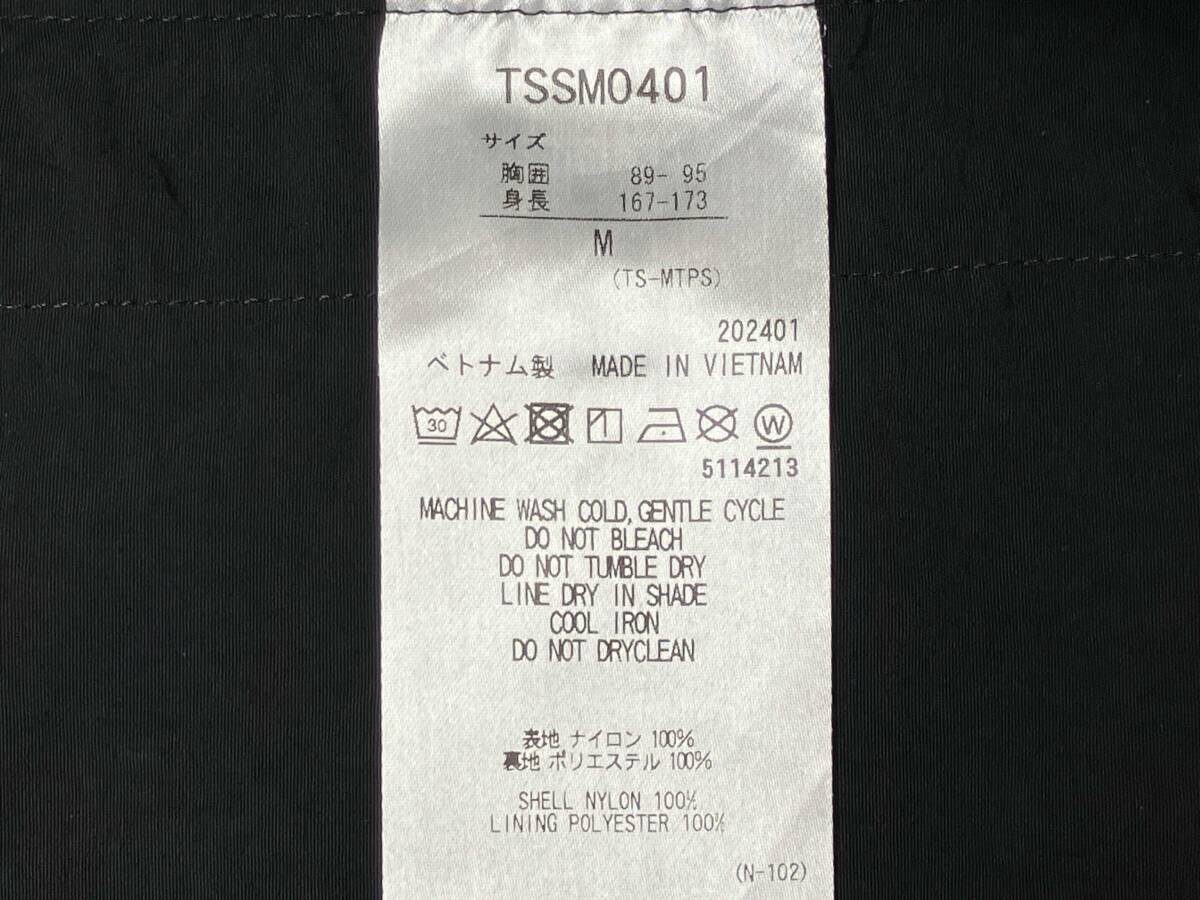 TSSM0401
サイズ
胸囲 89- 95
身長 167-173
M
(TS-MTPS)
202401
ベトナム製 MADE IN VIETNAM
30 W
5114213
MACHINE WASH COLD,GENTLE CYCLE
DO NOT BLEACH
DO NOT TUMBLE DRY
LINE DRY IN SHADE
COOL IRON
DO NOT DRYCLEAN
表地 ナイロン 100%
裏地 ポリエステル 100%
SHELL NYLON 100%
LINING POLYESTER 100%
(N-102)